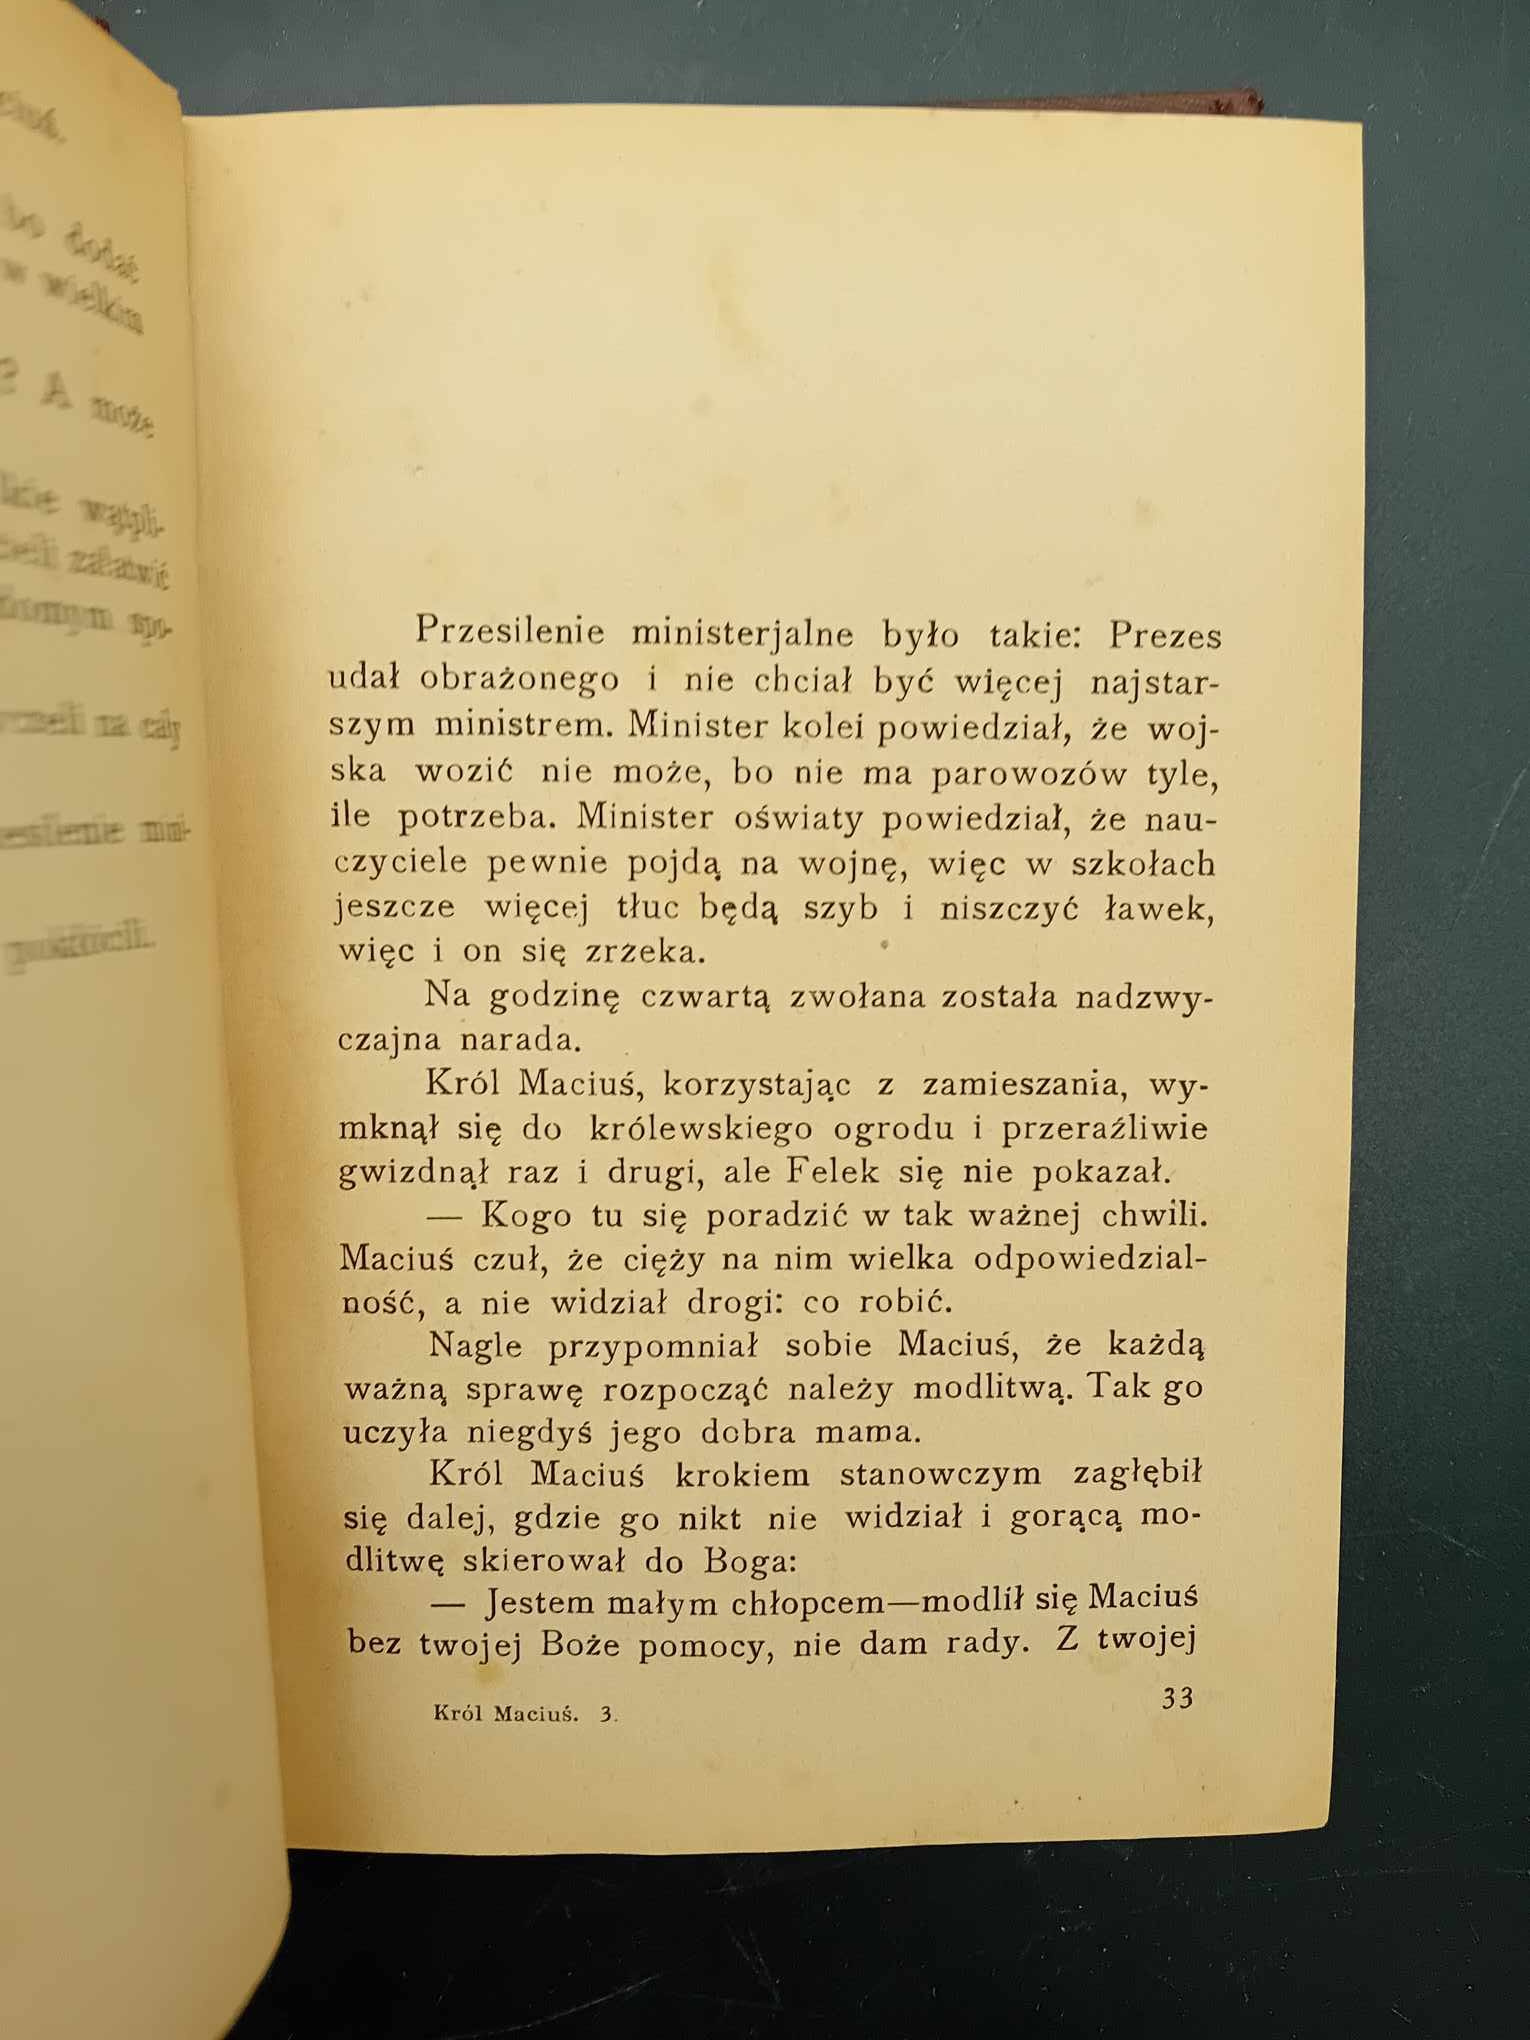 w wielkim
A S może
wątpli-
załatwić
na cały
Przesilenie ministerjalne było takie: Prezes
udał obrażonego i nie chciał być więcej najstar-
szym ministrem. Minister kolei powiedział, że woj-
ska wozić nie może, bo nie ma parowozów tyle,
ile potrzeba. Minister oświaty powiedział, że nau-
czyciele pewnie pojdą na wojnę, więc w szkołach
jeszcze więcej tłuc będą szyb i niszczyć ławek,
więc i on się zrzeka.
Na godzinę czwartą zwołana została nadzwy-
czajna narada.
Król Maciuś, korzystając z zamieszania, wy-
mknął się do królewskiego ogrodu i przeraźliwie
gwizdnął raz i drugi, ale Felek się nie pokazał.
— Kogo tu się poradzić w tak ważnej chwili.
Maciuś czuł, że cięży na nim wielka odpowiedzial-
ność, a nie widział drogi: co robić.
Nagle przypomniał sobie Maciuś, że każdą
ważną sprawę rozpocząć należy modlitwą. Tak go
uczyła niegdyś jego dobra mama.
Król Maciuś krokiem stanowczym zagłębił
się dalej, gdzie go nikt nie widział i gorącą mo-
dlitwę skierował do Boga:
— Jestem małym chłopcem—modlił się Maciuś
bez twojej Boże pomocy, nie dam rady. Z twojej
Król Maciuś. 3.
33